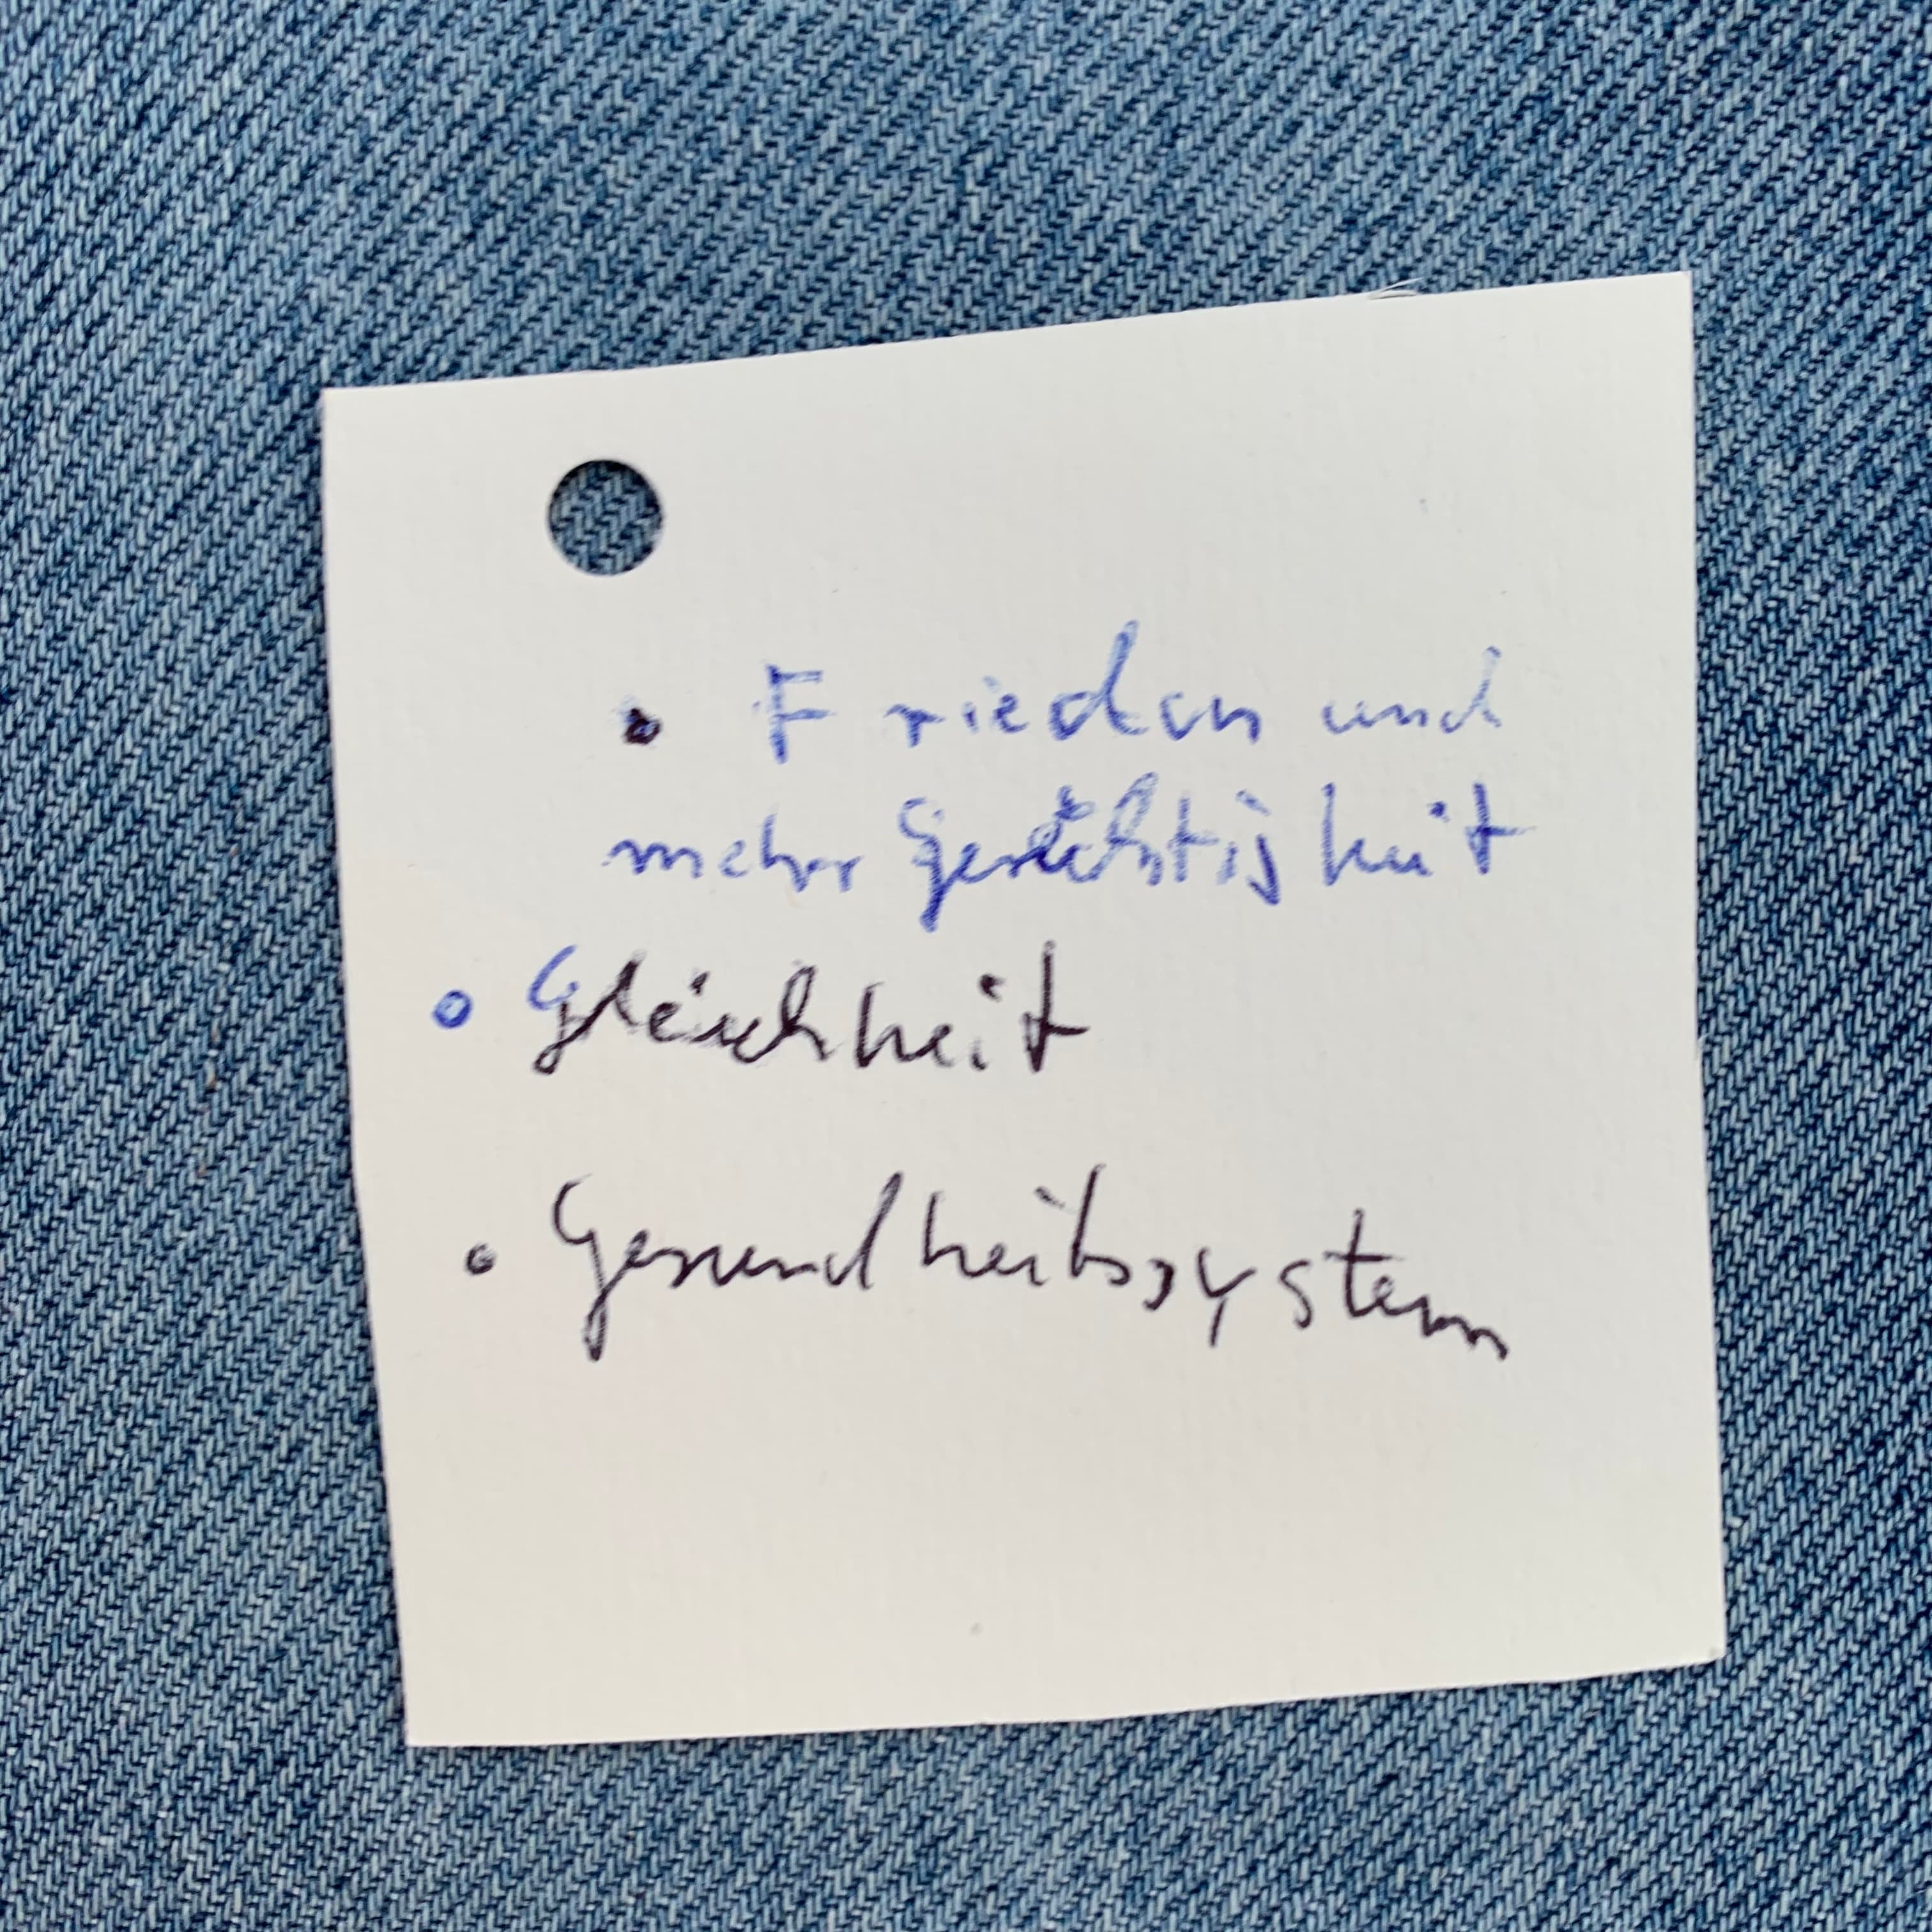 • Frieden und
mehr Gerechtigkeit
• Gleichheit
• Gesundheitssystem